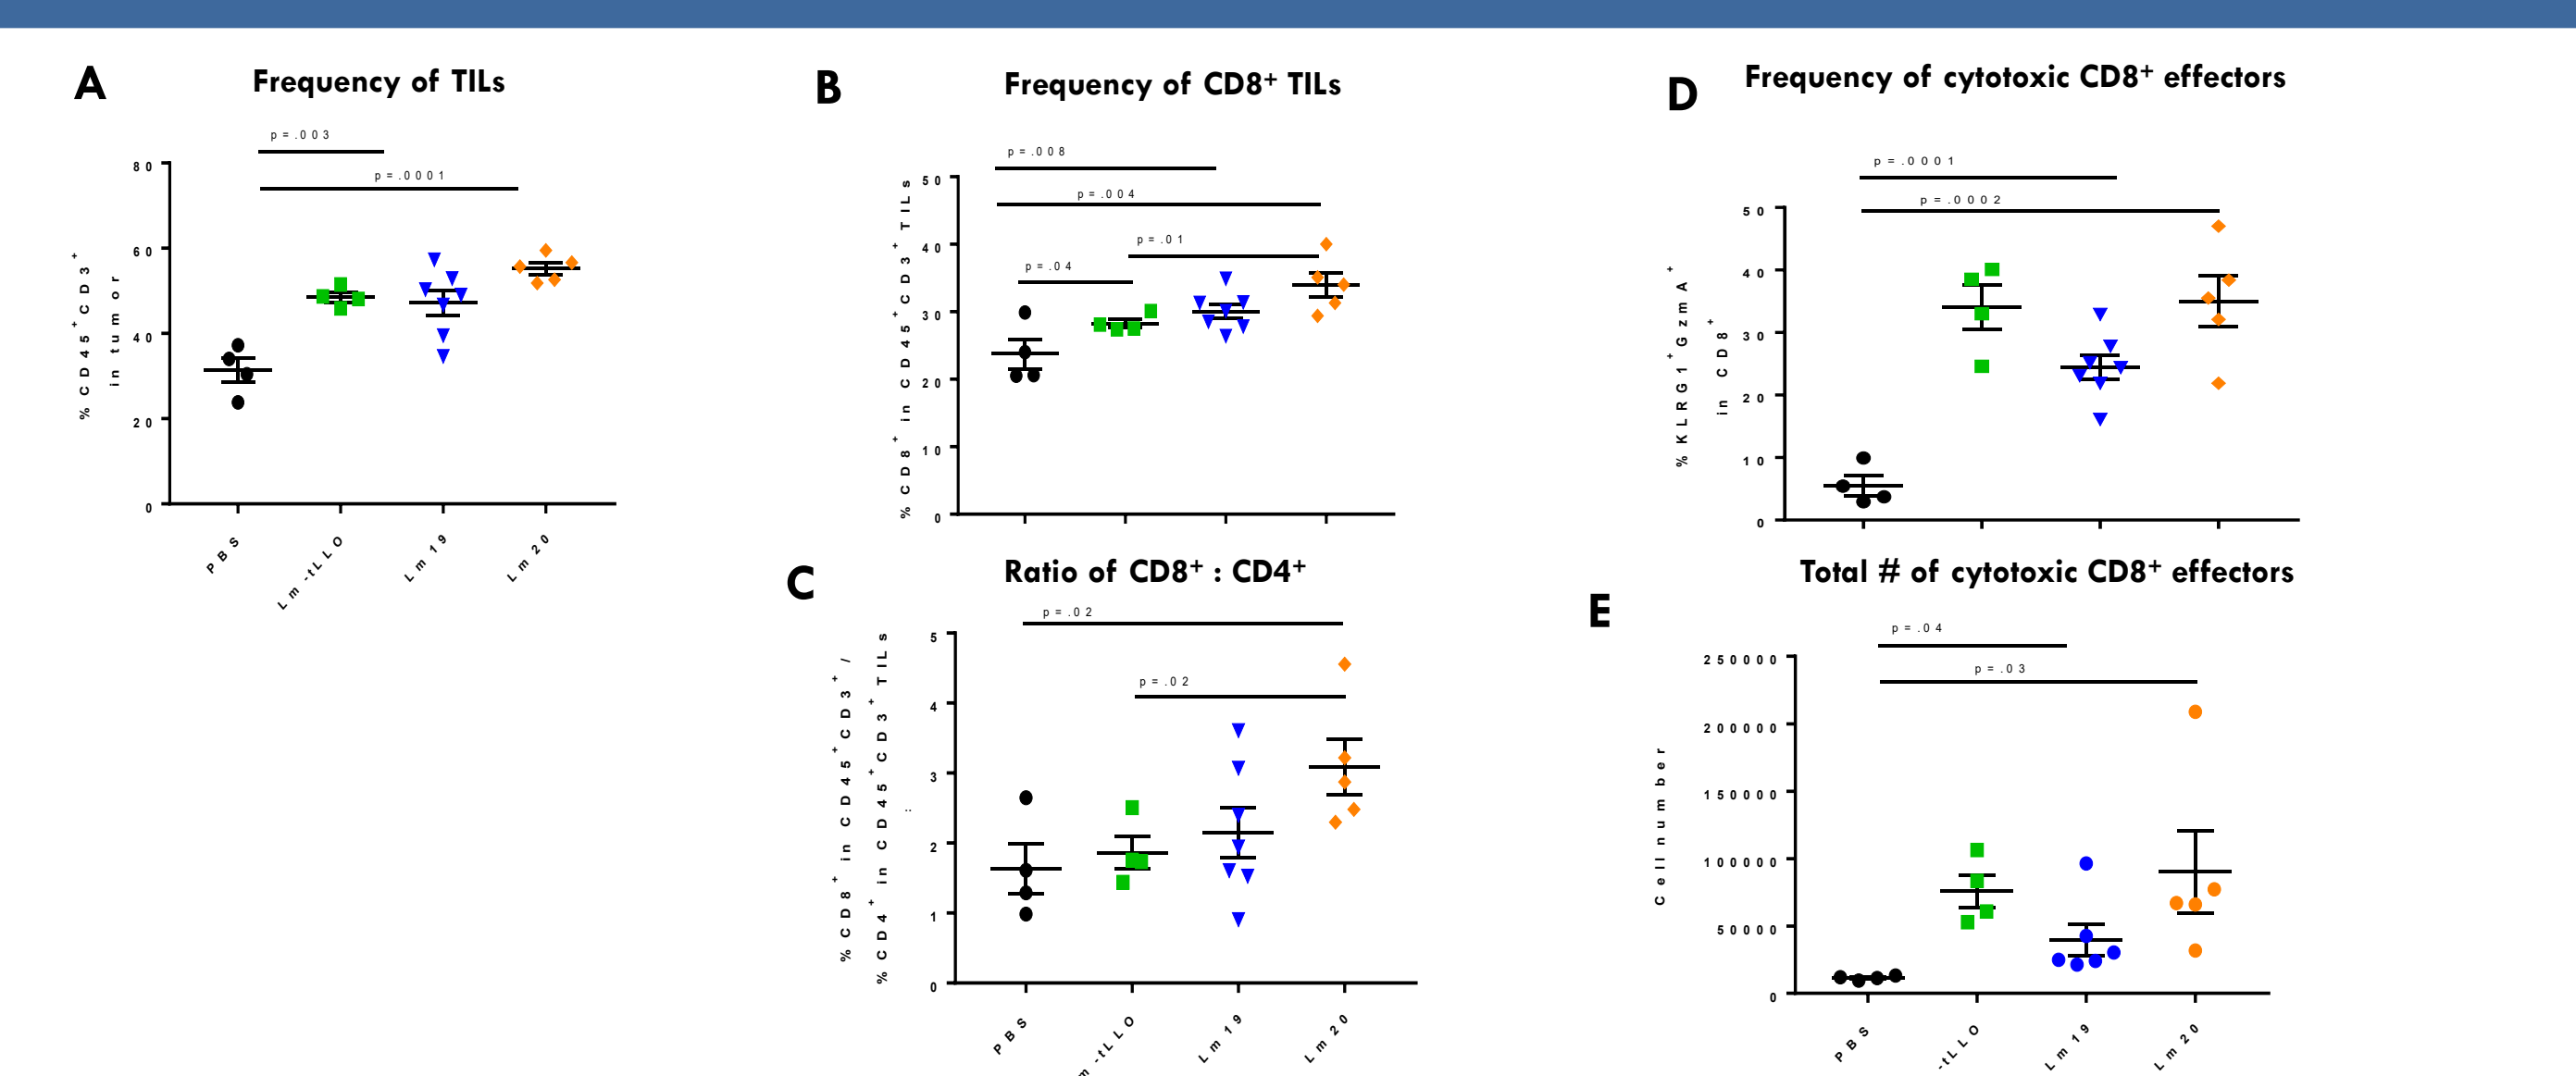 A
Frequency of TILs
p=.003
p=.0001
80
60
40
20
0
% CD45+CD3+
in tumor
PBS
Lm-tLLO
Lm19
Lm20
B
Frequency of CD8+ TILs
p=.008
p=.004
p=.01
p=.04
50
40
30
20
10
0
% CD8+ in CD45+CD3+ TILs
C
Ratio of CD8+ : CD4+
p=.02
p=.02
5
4
3
2
1
0
% CD8+ in CD45+CD3+ /
% CD4+ in CD45+CD3+ TILs
:
PBS
m-tLLO
Lm19
Lm20
D
Frequency of cytotoxic CD8+ effectors
p=.0001
p=.0002
50
40
30
20
10
0
% KLRG1+GzmA+
in CD8+
E
Total # of cytotoxic CD8+ effectors
p=.04
p=.03
250000
200000
150000
100000
50000
0
Cell number
PBS
-tLLO
Lm19
Lm20